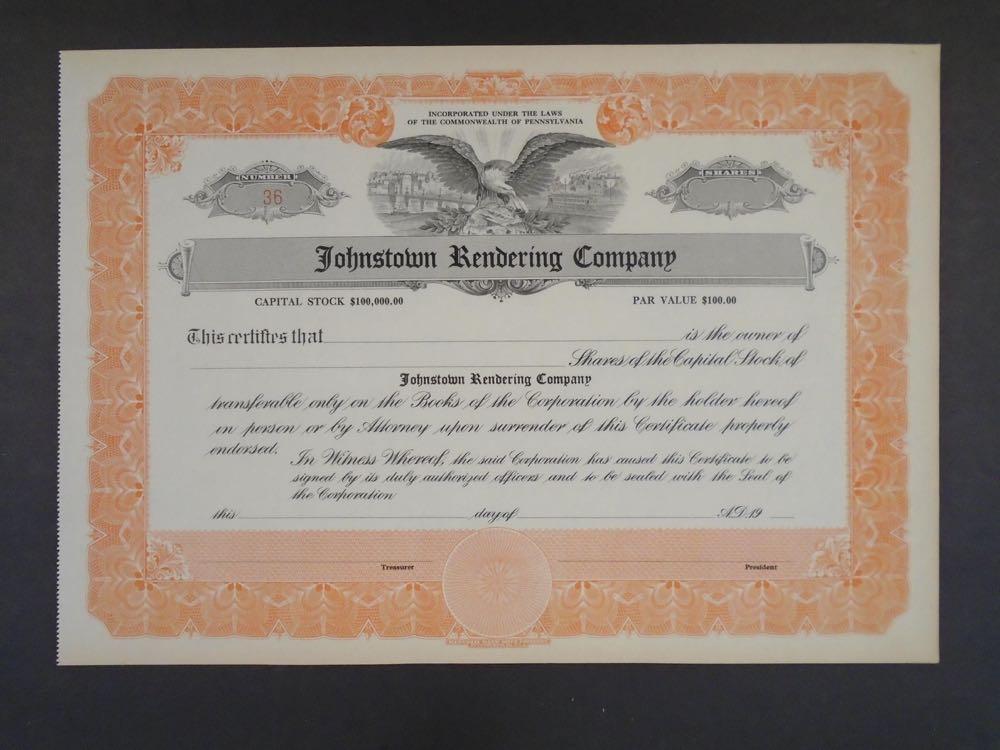 INCORPORATED UNDER THE LAWS
OF THE COMMONWEALTH OF PENNSYLVANIA
NUMBER
36
SHARES
Johnstown Rendering Company
CAPITAL STOCK $100,000.00
PAR VALUE $100.00
This certifies that is the owner of
Shares of the Capital Stock of
Johnstown Rendering Company
transferable only on the Books of the Corporation by the holder hereof
in person or by Attorney upon surrender of this Certificate properly
endorsed.
In Witness Whereof, the said Corporation has caused this Certificate to be
signed by its duly authorized officers and to be sealed with the Seal of
the Corporation
this day of A.D. 19
Treasurer
President